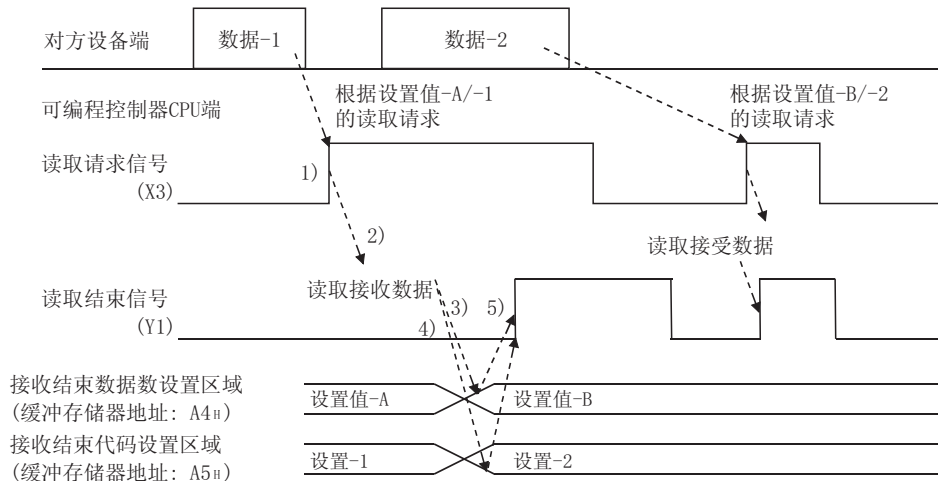 对方设备端
数据-1
数据-2
可编程控制器CPU端
根据设置值-A/-1
的读取请求
根据设置值-B/-2
的读取请求
读取请求信号
(X3)
1)
2)
读取接受数据
读取接收数据
读取结束信号
(Y1)
3)
4)
5)
接收结束数据数设置区域
(缓冲存储器地址: A4H)
设置值-A
设置值-B
接收结束代码设置区域
(缓冲存储器地址: A5H)
设置-1
设置-2